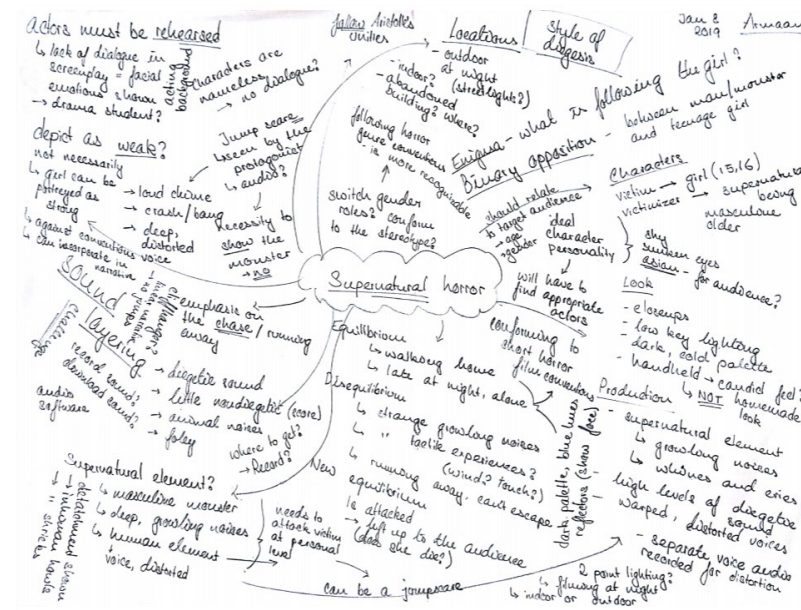 Jan 8
2019
Armaan
actors must be rehearsed
↳ lack of dialogue in
screenplay = facial
emotions shown
→ drama student?
acting
background
characters are
nameless
→ no dialogue?
follow Aristotle's
unities
Locations
- outdoor
at night
- indoor? (streetlights?)
- abandoned
building? where?
style of
diegesis
Enigma - what is following the girl?
Binary opposition - between man/monster
and teenage girl
following horror
genre conventions
- is more recognizable
Jump scare
↳ seen by the
protagonist
↳ audio?
→ loud chime
→ crash/bang
→ deep,
distorted
voice
necessity to
show the
monster
→ no
depict as weak?
not necessarily
↳ girl can be
portrayed as
strong
↳ against conventions
↳ can incorporate in
narrative
switch gender
roles? conform
to the stereotype?
should relate
to target audience
→ age
→ gender
ideal
character
personality
↓
will have to
find appropriate
actors
Characters
victim → girl (15,16)
victimizer → supernatural
being
masculine
older
shy
sunken eyes
asian - for audience?
Supernatural horror
Look
- closeups
- low key lighting
- dark, cold palette
- handheld → candid feel?
↳ NOT homemade
look
emphasis on
the chase/running
away
SOUND
layering
challenge
record sound?
download sound?
audio
software
→ diegetic sound
→ little nondiegetic (score)
→ animal noises
→ foley
where to get?
→ Record?
Equilibrium
↳ walking home
↳ late at night, alone
Disequilibrium
↳ strange growling noises
↳ " tactile experiences?
(wind? touch?)
↳ running away, can't escape
New
equilibrium
is attacked
→ left up to the audience
(does she die?)
conforming to
short horror
film conventions
dark palette, blue hues
reflections (show face)
Production
- supernatural element
↳ growling noises
↳ whines and cries
- high levels of diegetic
sound
- warped, distorted voices
- separate voice audio
recorded for distortion
Supernatural element?
↳ masculine monster
↳ deep, growling noises
↳ human element
voice, distorted
detachment shown
→ inhuman howls
→ " shrieks
needs to
attack victim
at personal
level
can be a jumpscare
2 point lighting?
↳ filming at night
↳ indoor or outdoor